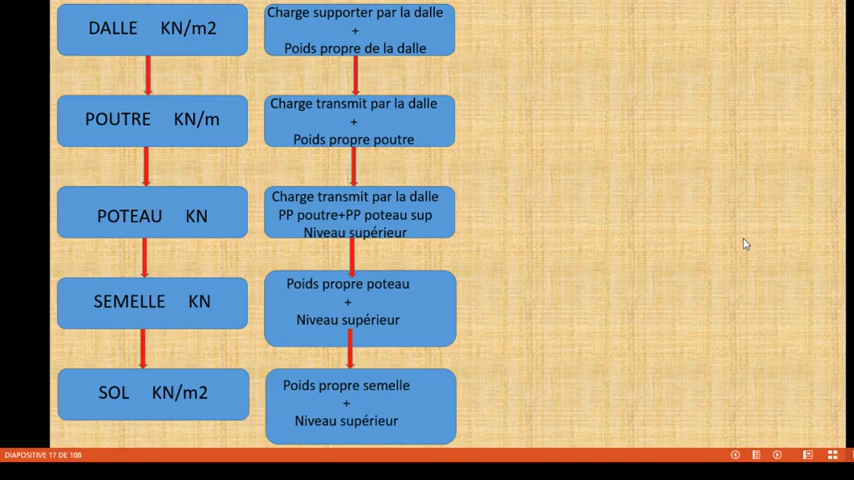 DALLE KN/m2
Charge supporter par la dalle
+
Poids propre de la dalle
POUTRE KN/m
Charge transmit par la dalle
+
Poids propre poutre
POTEAU KN
Charge transmit par la dalle
PP poutre+PP poteau sup
Niveau supérieur
SEMELLE KN
Poids propre poteau
+
Niveau supérieur
SOL KN/m2
Poids propre semelle
+
Niveau supérieur
DIAPOSITIVE 17 DE 108